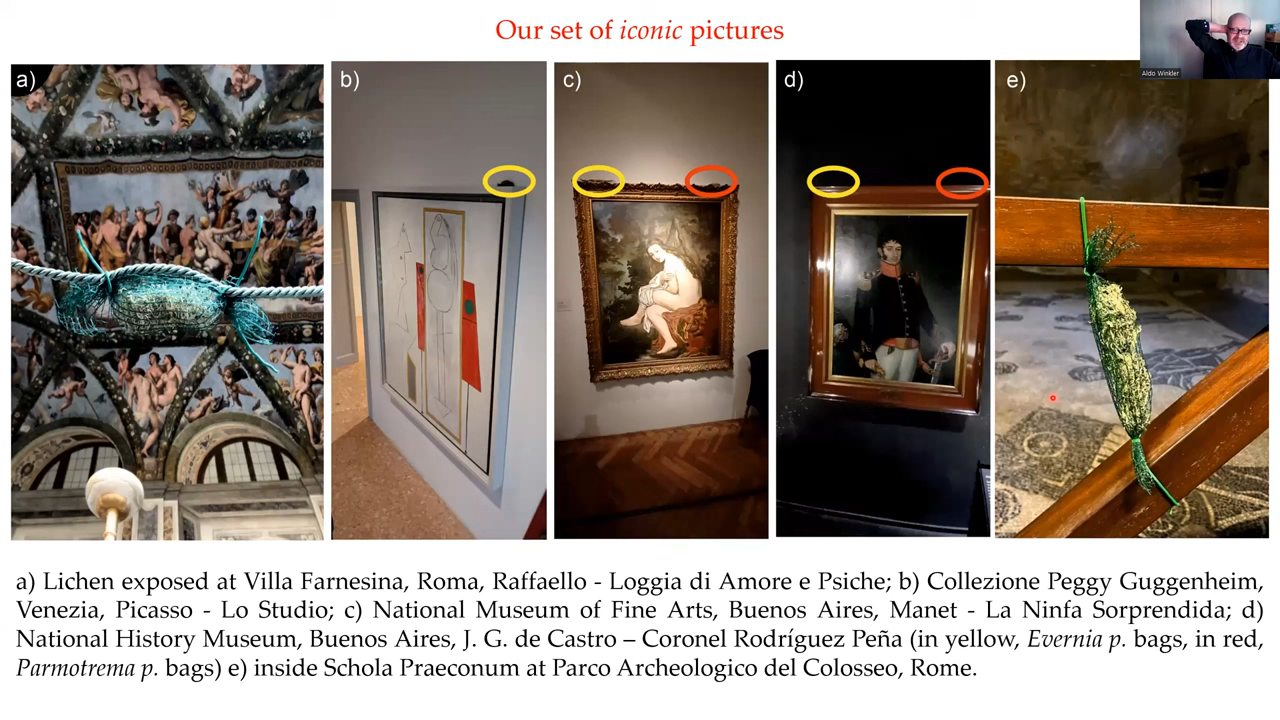 Our set of iconic pictures
Aldo Winkler
a)
b)
c)
d)
e)
a) Lichen exposed at Villa Farnesina, Roma, Raffaello - Loggia di Amore e Psiche; b) Collezione Peggy Guggenheim,
Venezia, Picasso - Lo Studio; c) National Museum of Fine Arts, Buenos Aires, Manet - La Ninfa Sorprendida; d)
National History Museum, Buenos Aires, J. G. de Castro – Coronel Rodríguez Peña (in yellow, Evernia p. bags, in red,
Parmotrema p. bags) e) inside Schola Praeconum at Parco Archeologico del Colosseo, Rome.